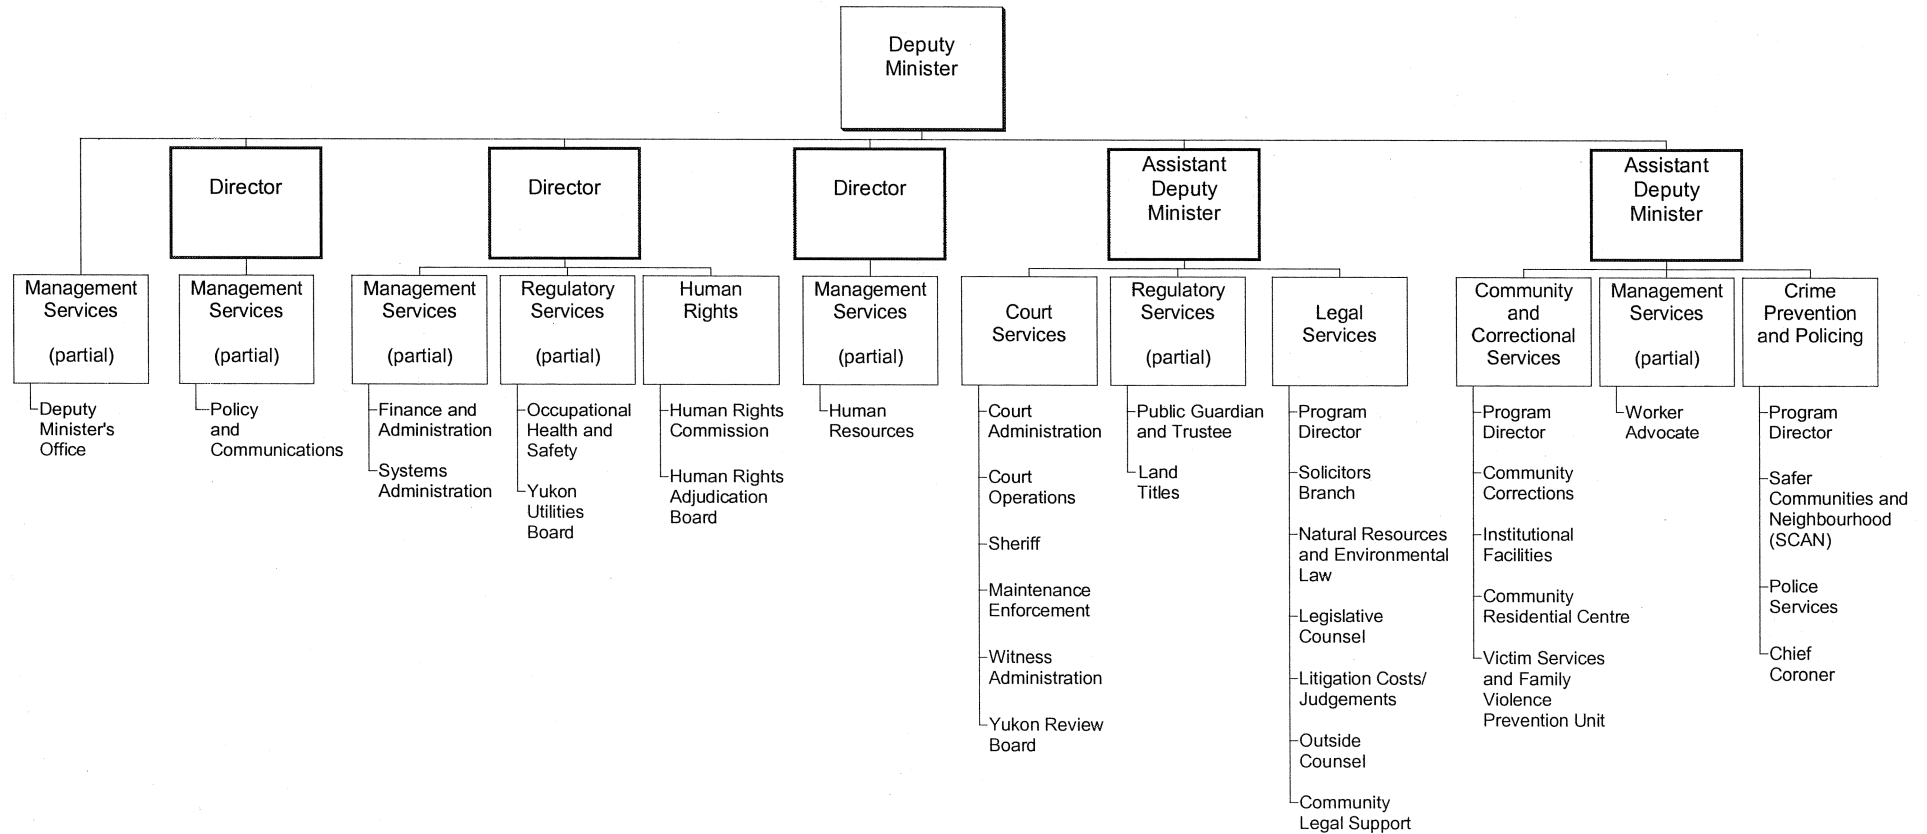 Deputy
Minister
Director
Director
Director
Assistant
Deputy
Minister
Assistant
Deputy
Minister
Management
Services
(partial)
Deputy
Minister's
Office
Management
Services
(partial)
Policy
and
Communications
Management
Services
(partial)
Finance and
Administration
Systems
Administration
Regulatory
Services
(partial)
Occupational
Health and
Safety
Yukon
Utilities
Board
Human
Rights
Human Rights
Commission
Human Rights
Adjudication
Board
Management
Services
(partial)
Human
Resources
Court
Services
Court
Administration
Court
Operations
Sheriff
Maintenance
Enforcement
Witness
Administration
Yukon Review
Board
Regulatory
Services
(partial)
Public Guardian
and Trustee
Land
Titles
Legal
Services
Program
Director
Solicitors
Branch
Natural Resources
and Environmental
Law
Legislative
Counsel
Litigation Costs/
Judgements
Outside
Counsel
Community
Legal Support
Community
and
Correctional
Services
Program
Director
Community
Corrections
Institutional
Facilities
Community
Residential Centre
Victim Services
and Family
Violence
Prevention Unit
Management
Services
(partial)
Worker
Advocate
Crime
Prevention
and Policing
Program
Director
Safer
Communities and
Neighbourhood
(SCAN)
Police
Services
Chief
Coroner